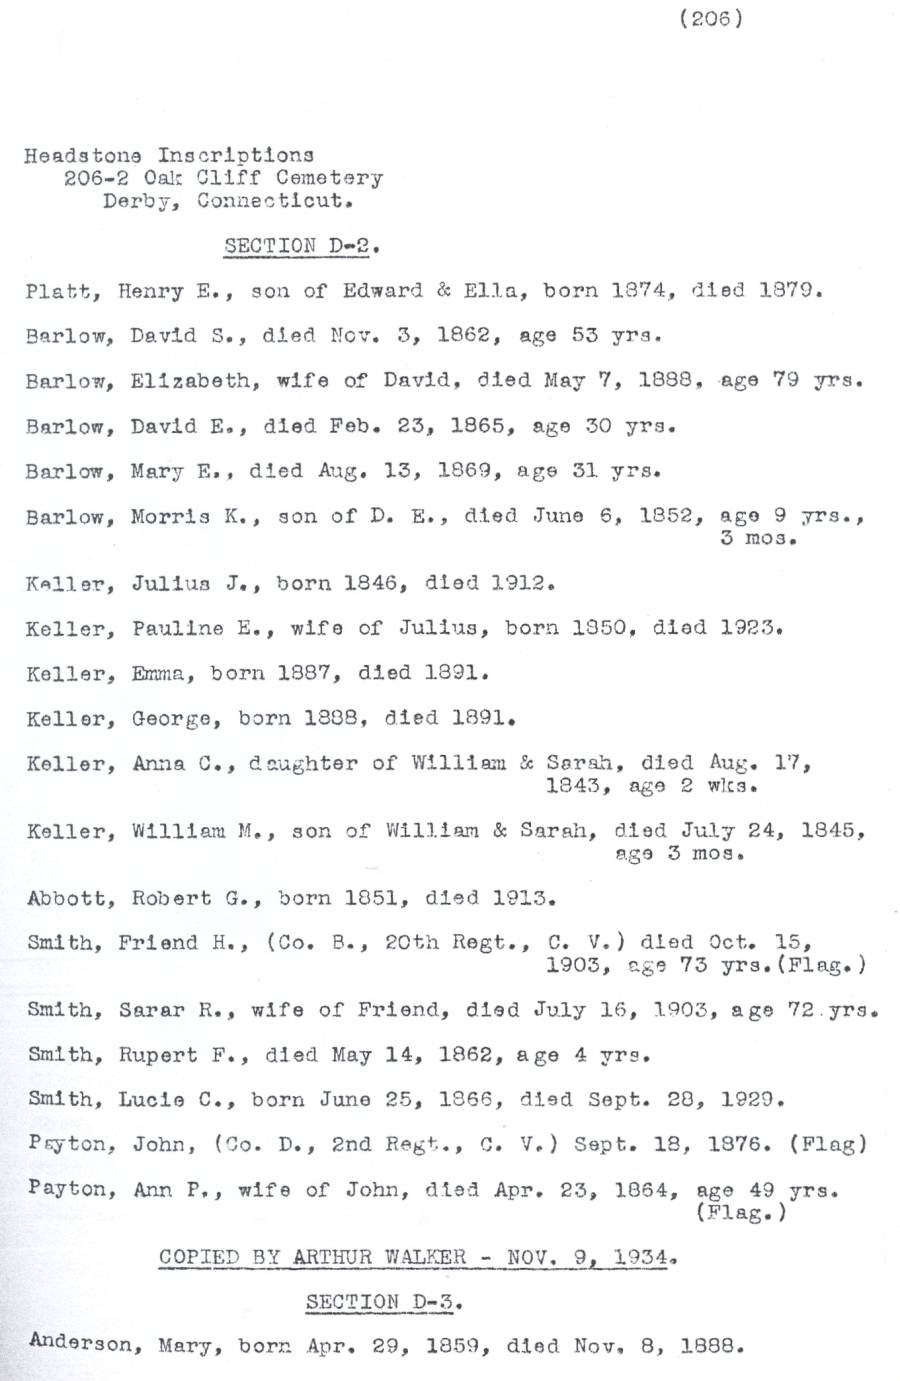 (206)
Headstone Inscriptions
206-2 Oak Cliff Cemetery
Derby, Connecticut.
SECTION D-2.
Platt, Henry E., son of Edward & Ella, born 1874, died 1879.
Barlow, David S., died Nov. 3, 1862, age 53 yrs.
Barlow, Elizabeth, wife of David, died May 7, 1888, age 79 yrs.
Barlow, David E., died Feb. 23, 1865, age 30 yrs.
Barlow, Mary E., died Aug. 13, 1869, age 31 yrs.
Barlow, Morris K., son of D. E., died June 6, 1852, age 9 yrs.,
3 mos.
Keller, Julius J., born 1846, died 1912.
Keller, Pauline E., wife of Julius, born 1850, died 1923.
Keller, Emma, born 1887, died 1891.
Keller, George, born 1888, died 1891.
Keller, Anna C., daughter of William & Sarah, died Aug. 17,
1843, age 2 wks.
Keller, William M., son of William & Sarah, died July 24, 1845,
age 3 mos.
Abbott, Robert G., born 1851, died 1913.
Smith, Friend H., (Co. B., 20th Regt., C. V.) died Oct. 15,
1903, age 73 yrs.(Flag.)
Smith, Sarar R., wife of Friend, died July 16, 1903, age 72.yrs.
Smith, Rupert F., died May 14, 1862, age 4 yrs.
Smith, Lucie C., born June 25, 1866, died Sept. 28, 1929.
Payton, John, (Co. D., 2nd Regt., C. V.) Sept. 18, 1876. (Flag)
Payton, Ann P., wife of John, died Apr. 23, 1864, age 49 yrs.
(Flag.)
COPIED BY ARTHUR WALKER - NOV. 9, 1934.
SECTION D-3.
Anderson, Mary, born Apr. 29, 1859, died Nov. 8, 1888.